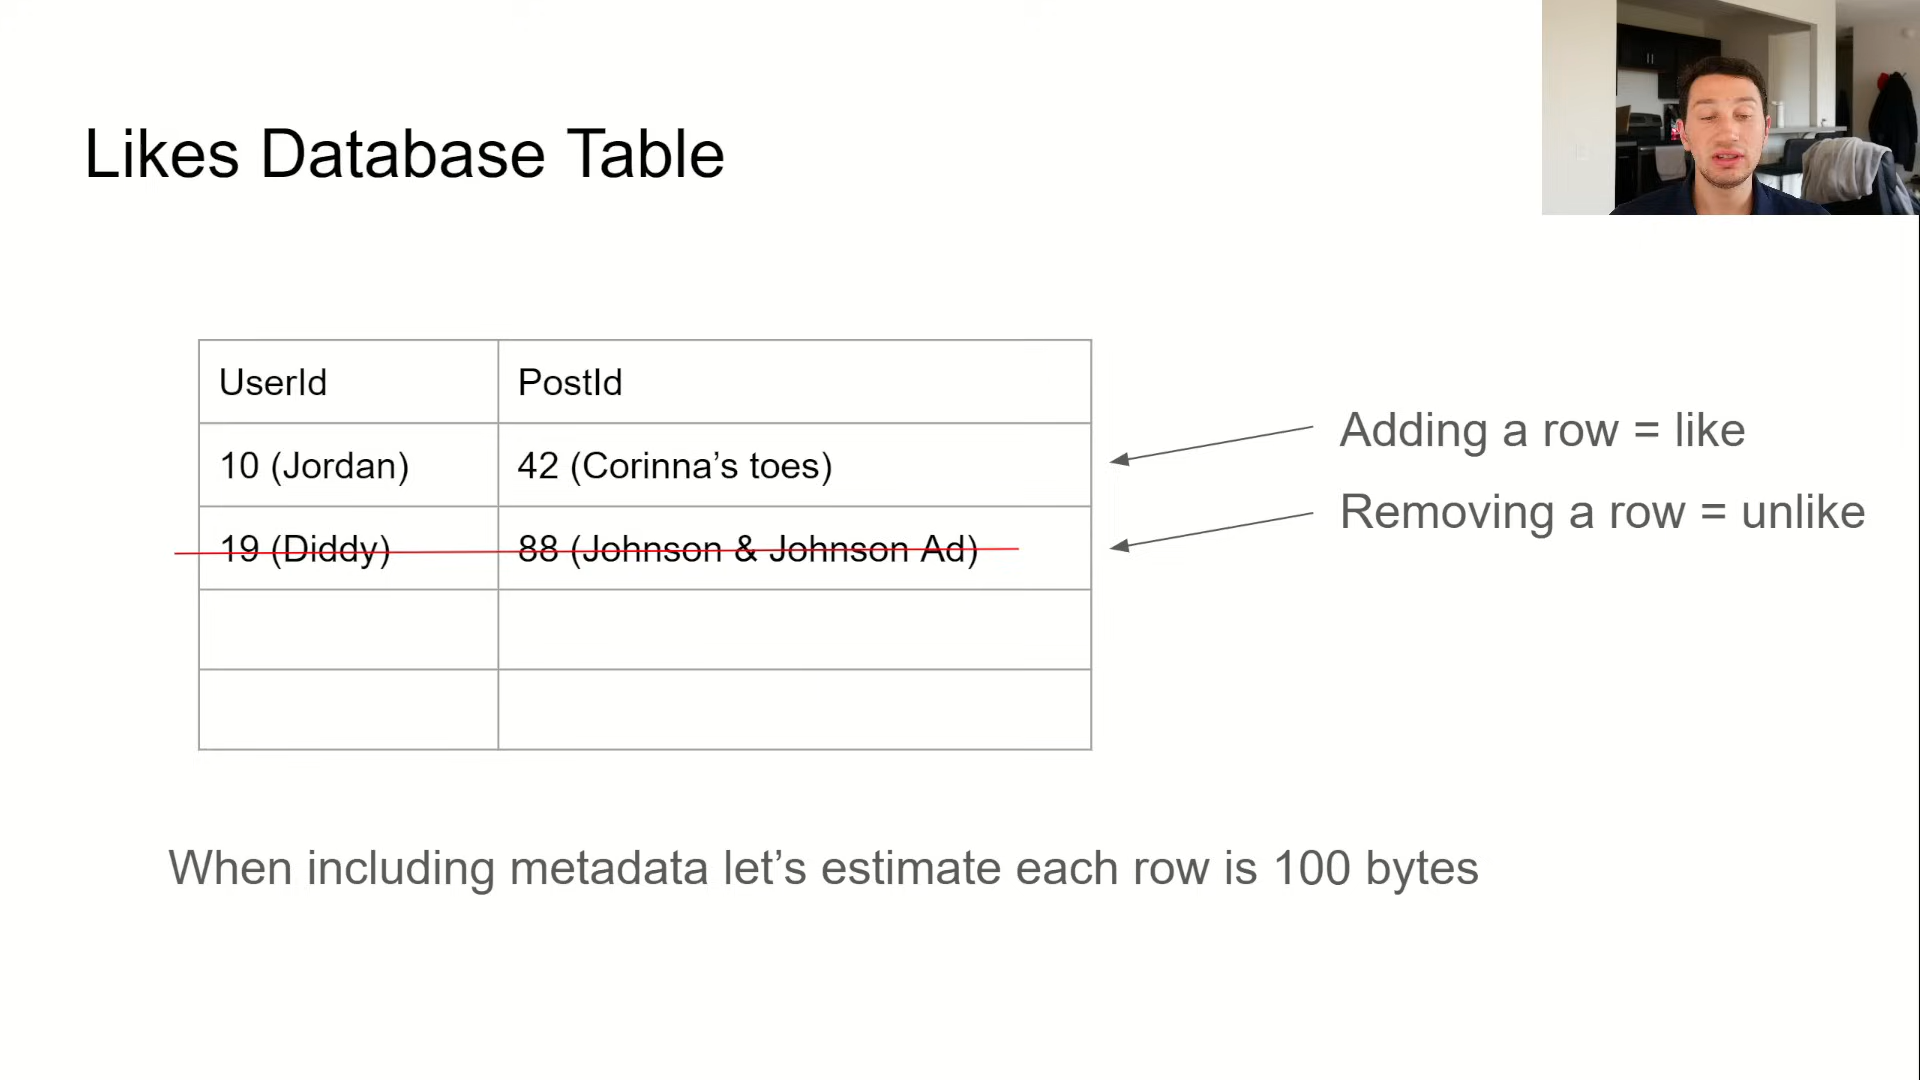 Likes Database Table
UserId PostId
10 (Jordan) 42 (Corinna’s toes)
19 (Diddy) 88 (Johnson & Johnson Ad)
Adding a row = like
Removing a row = unlike
When including metadata let’s estimate each row is 100 bytes